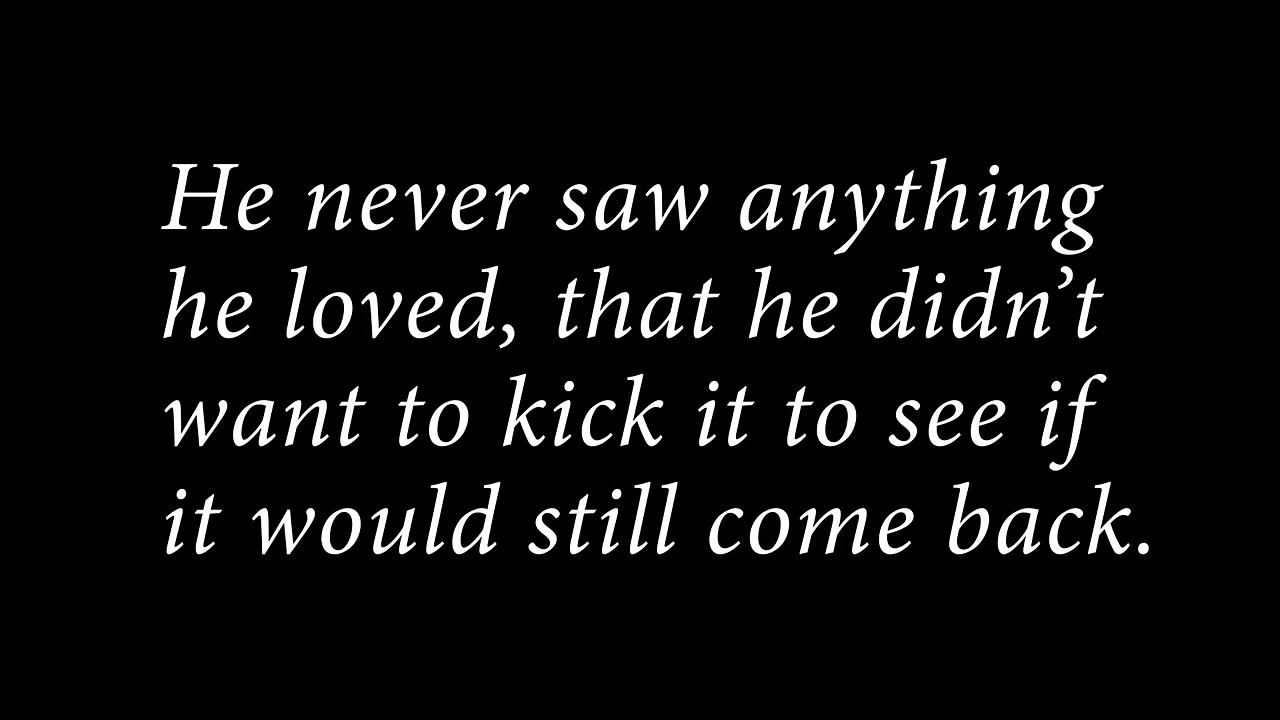 He never saw anything
he loved, that he didn’t
want to kick it to see if
it would still come back.